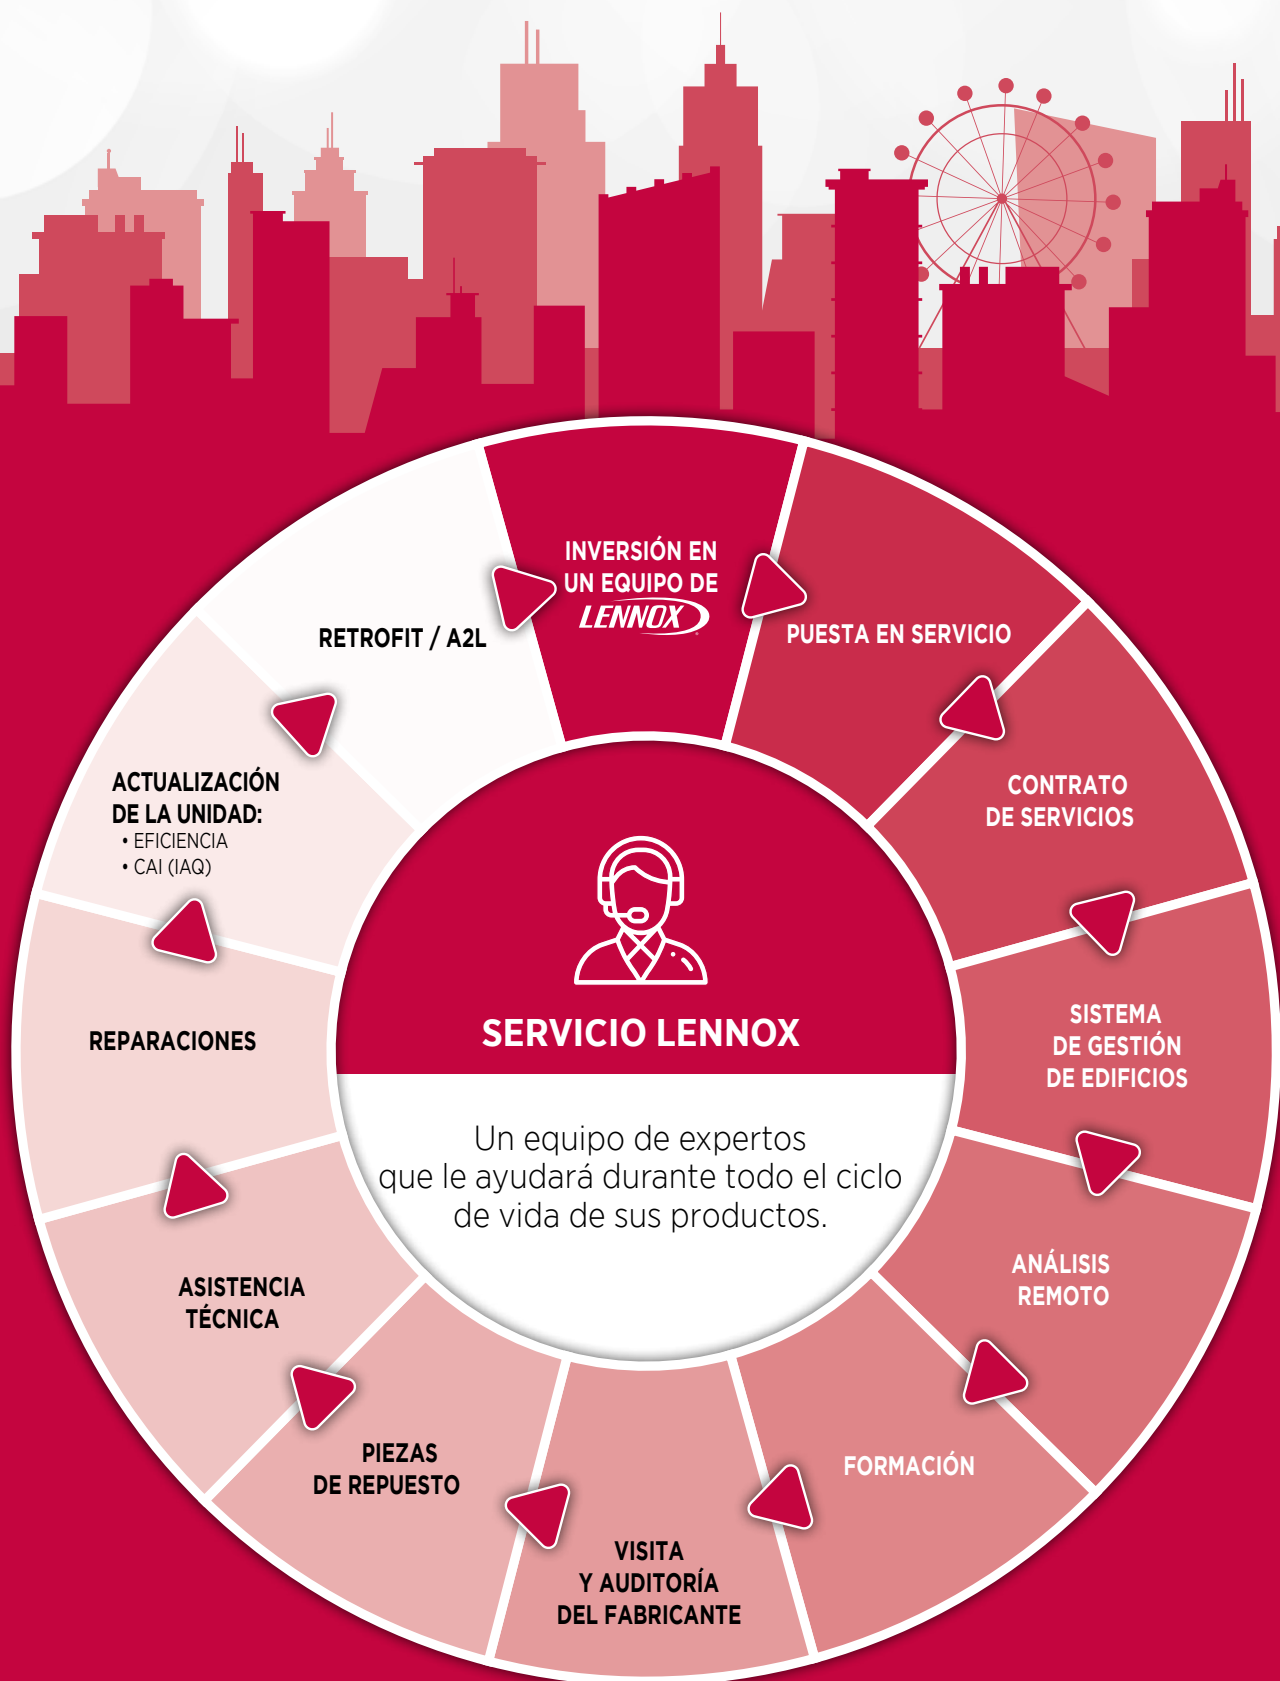 INVERSIÓN EN
UN EQUIPO DE
LENNOX
PUESTA EN SERVICIO
CONTRATO
DE SERVICIOS
SISTEMA
DE GESTIÓN
DE EDIFICIOS
ANÁLISIS
REMOTO
FORMACIÓN
VISITA
Y AUDITORÍA
DEL FABRICANTE
PIEZAS
DE REPUESTO
ASISTENCIA
TÉCNICA
REPARACIONES
ACTUALIZACIÓN
DE LA UNIDAD:
• EFICIENCIA
• CAI (IAQ)
RETROFIT / A2L
SERVICIO LENNOX
Un equipo de expertos
que le ayudará durante todo el ciclo
de vida de sus productos.